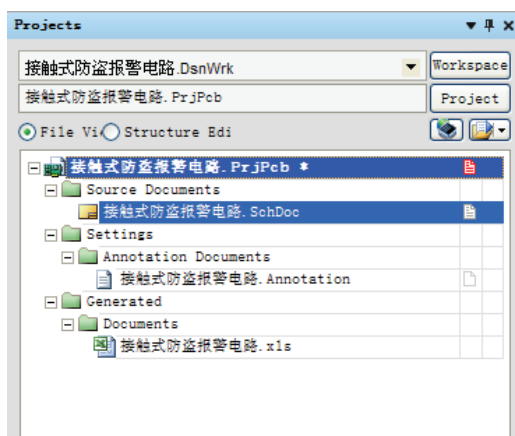 Projects
接触式防盗报警电路.DsnWrk
Workspace
接触式防盗报警电路.PrjPcb
Project
File Vi
Structure Edi
接触式防盗报警电路.PrjPcb *
Source Documents
接触式防盗报警电路.SchDoc
Settings
Annotation Documents
接触式防盗报警电路.Annotation
Generated
Documents
接触式防盗报警电路.xls